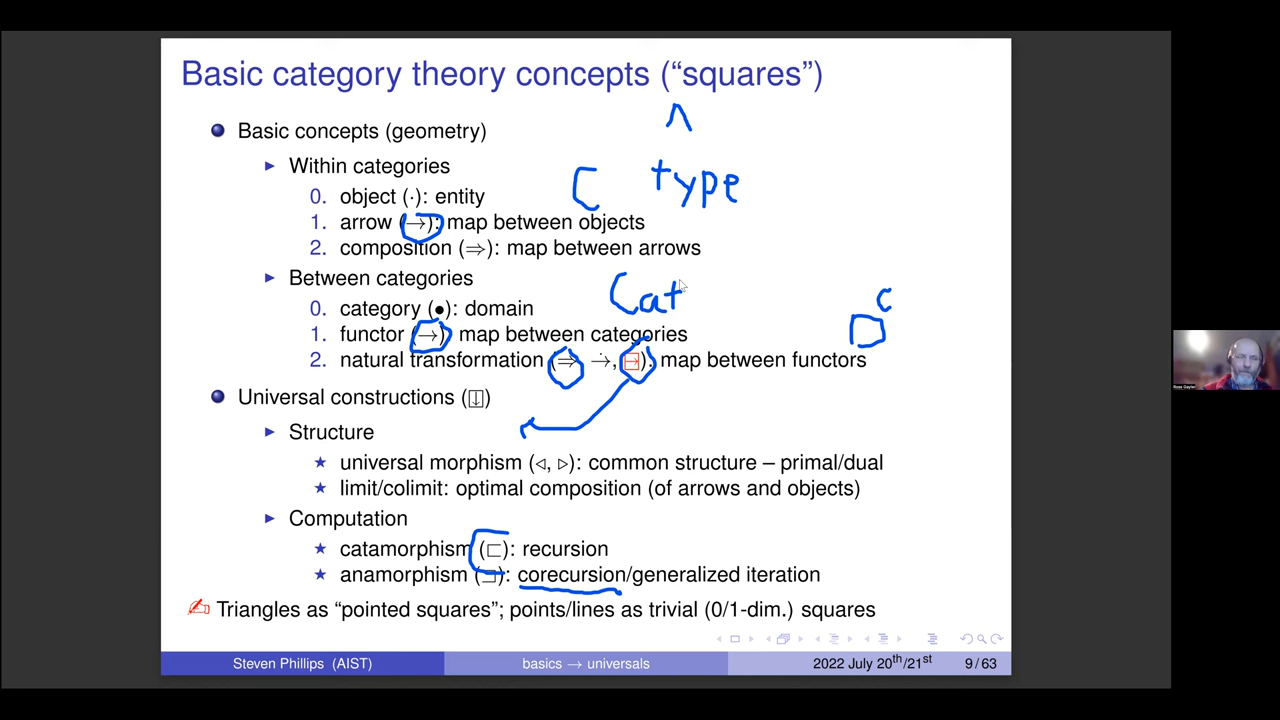 Basic category theory concepts (“squares”)
Basic concepts (geometry)
Within categories
0. object (·): entity
1. arrow (→): map between objects
2. composition (⇒): map between arrows
C type
Between categories
Cat
0. category (•): domain
C
1. functor (→) map between categories
2. natural transformation (⇒ →̇, ⊟): map between functors
Universal constructions (⍗)
Structure
universal morphism (◁, ▷): common structure – primal/dual
limit/colimit: optimal composition (of arrows and objects)
Computation
catamorphism (⊏): recursion
anamorphism (⊐): corecursion/generalized iteration
Triangles as “pointed squares”; points/lines as trivial (0/1-dim.) squares
Steven Phillips (AIST) basics → universals 2022 July 20th/21st 9 / 63
Ross Gayler